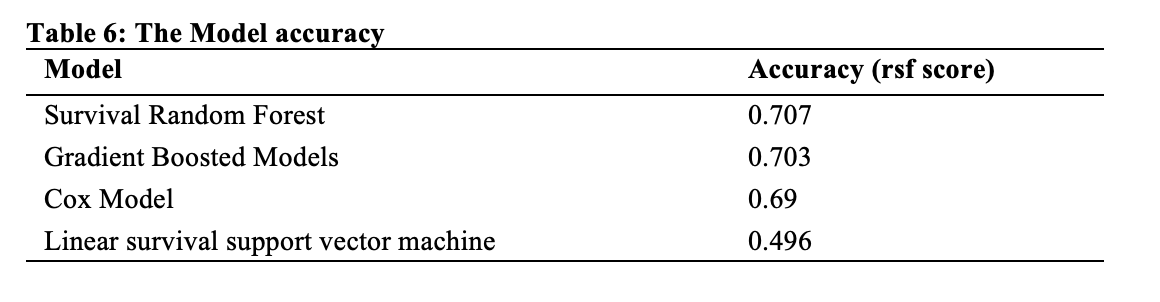 Table 6: The Model accuracy
Model Accuracy (rsf score)
Survival Random Forest 0.707
Gradient Boosted Models 0.703
Cox Model 0.69
Linear survival support vector machine 0.496